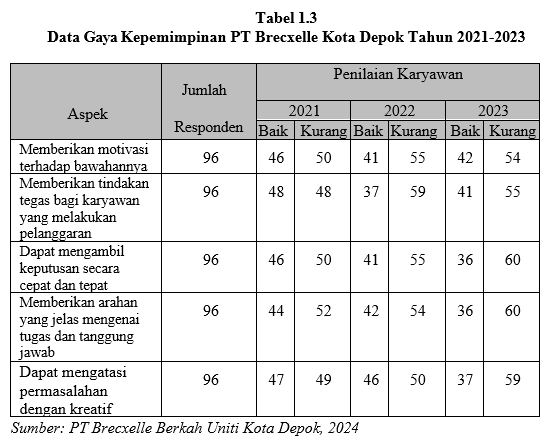 Tabel 1.3
Data Gaya Kepemimpinan PT Brecxelle Kota Depok Tahun 2021-2023
Aspek
Jumlah
Responden
Penilaian Karyawan
2021 2022 2023
Baik Kurang Baik Kurang Baik Kurang
Memberikan motivasi
terhadap bawahannya
96 46 50 41 55 42 54
Memberikan tindakan
tegas bagi karyawan
yang melakukan
pelanggaran
96 48 48 37 59 41 55
Dapat mengambil
keputusan secara
cepat dan tepat
96 46 50 41 55 36 60
Memberikan arahan
yang jelas mengenai
tugas dan tanggung
jawab
96 44 52 42 54 36 60
Dapat mengatasi
permasalahan
dengan kreatif
96 47 49 46 50 37 59
Sumber: PT Brecxelle Berkah Uniti Kota Depok, 2024